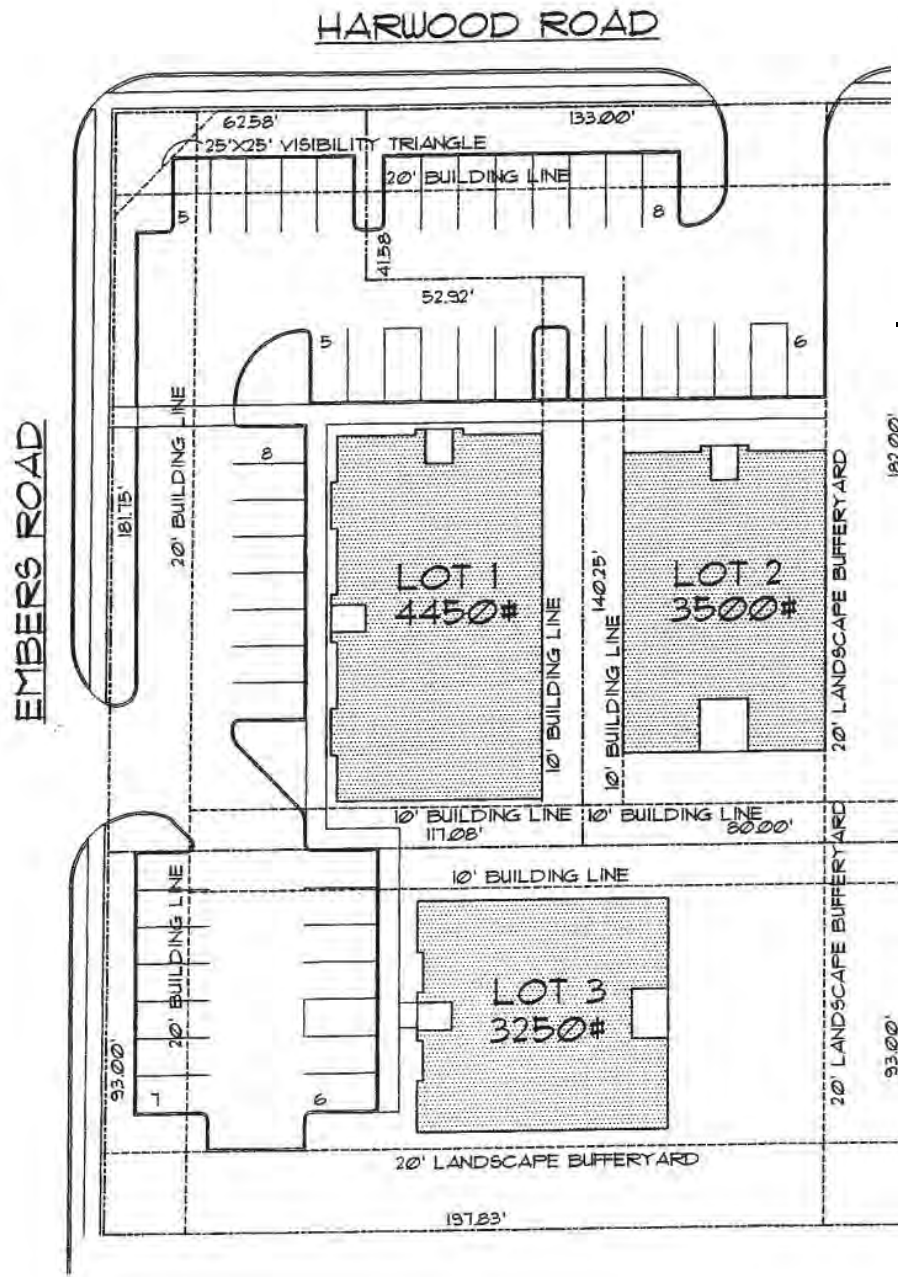 HARWOOD ROAD
62.58'
133.00'
25'X25' VISIBILITY TRIANGLE
20' BUILDING LINE
5
8
41.58
52.92'
5
6
EMBERS ROAD
20' BUILDING LINE
181.75'
8
182.00'
LOT 1
4450#
LOT 2
3500#
10' BUILDING LINE
140.25'
10' BUILDING LINE
20' LANDSCAPE BUFFERYARD
10' BUILDING LINE
117.08'
10' BUILDING LINE
80.00'
10' BUILDING LINE
20' BUILDING LINE
20' LANDSCAPE BUFFERYARD
LOT 3
3250#
93.00'
93.00'
7
6
20' LANDSCAPE BUFFERYARD
197.83'